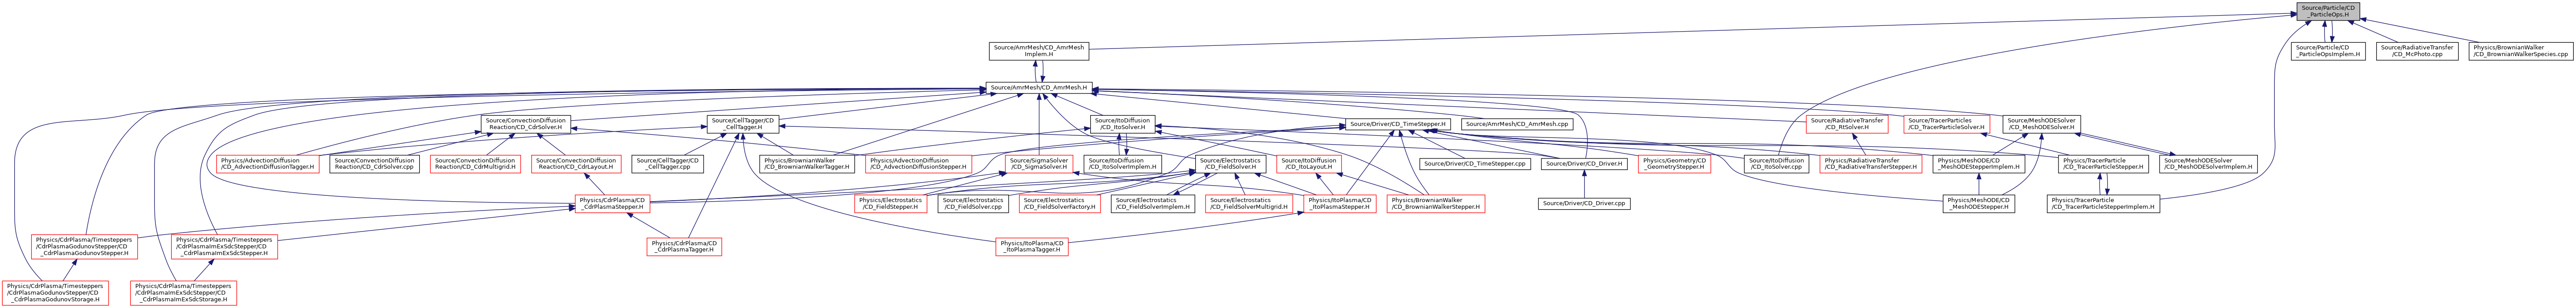 Source/Particle/CD
_ParticleOps.H
Source/AmrMesh/CD_AmrMesh
Implem.H
Source/Particle/CD
_ParticleOpsImplem.H
Source/RadiativeTransfer
/CD_McPhoto.cpp
Physics/BrownianWalker
/CD_BrownianWalkerSpecies.cpp
Source/AmrMesh/CD_AmrMesh.H
Source/ConvectionDiffusion
Reaction/CD_CdrSolver.H
Source/CellTagger/CD
_CellTagger.H
Source/ItoDiffusion
/CD_ItoSolver.H
Source/Driver/CD_TimeStepper.H
Source/AmrMesh/CD_AmrMesh.cpp
Source/RadiativeTransfer
/CD_RtSolver.H
Source/TracerParticles
/CD_TracerParticleSolver.H
Source/MeshODESolver
/CD_MeshODESolver.H
Physics/AdvectionDiffusion
/CD_AdvectionDiffusionTagger.H
Source/ConvectionDiffusion
Reaction/CD_CdrSolver.cpp
Source/ConvectionDiffusion
Reaction/CD_CdrMultigrid.H
Source/ConvectionDiffusion
Reaction/CD_CdrLayout.H
Source/CellTagger/CD
_CellTagger.cpp
Physics/BrownianWalker
/CD_BrownianWalkerTagger.H
Physics/AdvectionDiffusion
/CD_AdvectionDiffusionStepper.H
Source/SigmaSolver
/CD_SigmaSolver.H
Source/ItoDiffusion
/CD_ItoSolverImplem.H
Source/Electrostatics
/CD_FieldSolver.H
Source/ItoDiffusion
/CD_ItoLayout.H
Source/Driver/CD_TimeStepper.cpp
Source/Driver/CD_Driver.H
Physics/Geometry/CD
_GeometryStepper.H
Source/ItoDiffusion
/CD_ItoSolver.cpp
Physics/RadiativeTransfer
/CD_RadiativeTransferStepper.H
Physics/MeshODE/CD
_MeshODEStepperImplem.H
Physics/TracerParticle
/CD_TracerParticleStepper.H
Source/MeshODESolver
/CD_MeshODESolverImplem.H
Physics/CdrPlasma/CD
_CdrPlasmaStepper.H
Physics/Electrostatics
/CD_FieldStepper.H
Source/Electrostatics
/CD_FieldSolver.cpp
Source/Electrostatics
/CD_FieldSolverFactory.H
Source/Electrostatics
/CD_FieldSolverImplem.H
Source/Electrostatics
/CD_FieldSolverMultigrid.H
Physics/ItoPlasma/CD
_ItoPlasmaStepper.H
Physics/BrownianWalker
/CD_BrownianWalkerStepper.H
Source/Driver/CD_Driver.cpp
Physics/MeshODE/CD
_MeshODEStepper.H
Physics/TracerParticle
/CD_TracerParticleStepperImplem.H
Physics/CdrPlasma/Timesteppers
/CdrPlasmaGodunovStepper/CD
_CdrPlasmaGodunovStepper.H
Physics/CdrPlasma/Timesteppers
/CdrPlasmaImExSdcStepper/CD
_CdrPlasmaImExSdcStepper.H
Physics/CdrPlasma/CD
_CdrPlasmaTagger.H
Physics/ItoPlasma/CD
_ItoPlasmaTagger.H
Physics/CdrPlasma/Timesteppers
/CdrPlasmaGodunovStepper/CD
_CdrPlasmaGodunovStorage.H
Physics/CdrPlasma/Timesteppers
/CdrPlasmaImExSdcStepper/CD
_CdrPlasmaImExSdcStorage.H